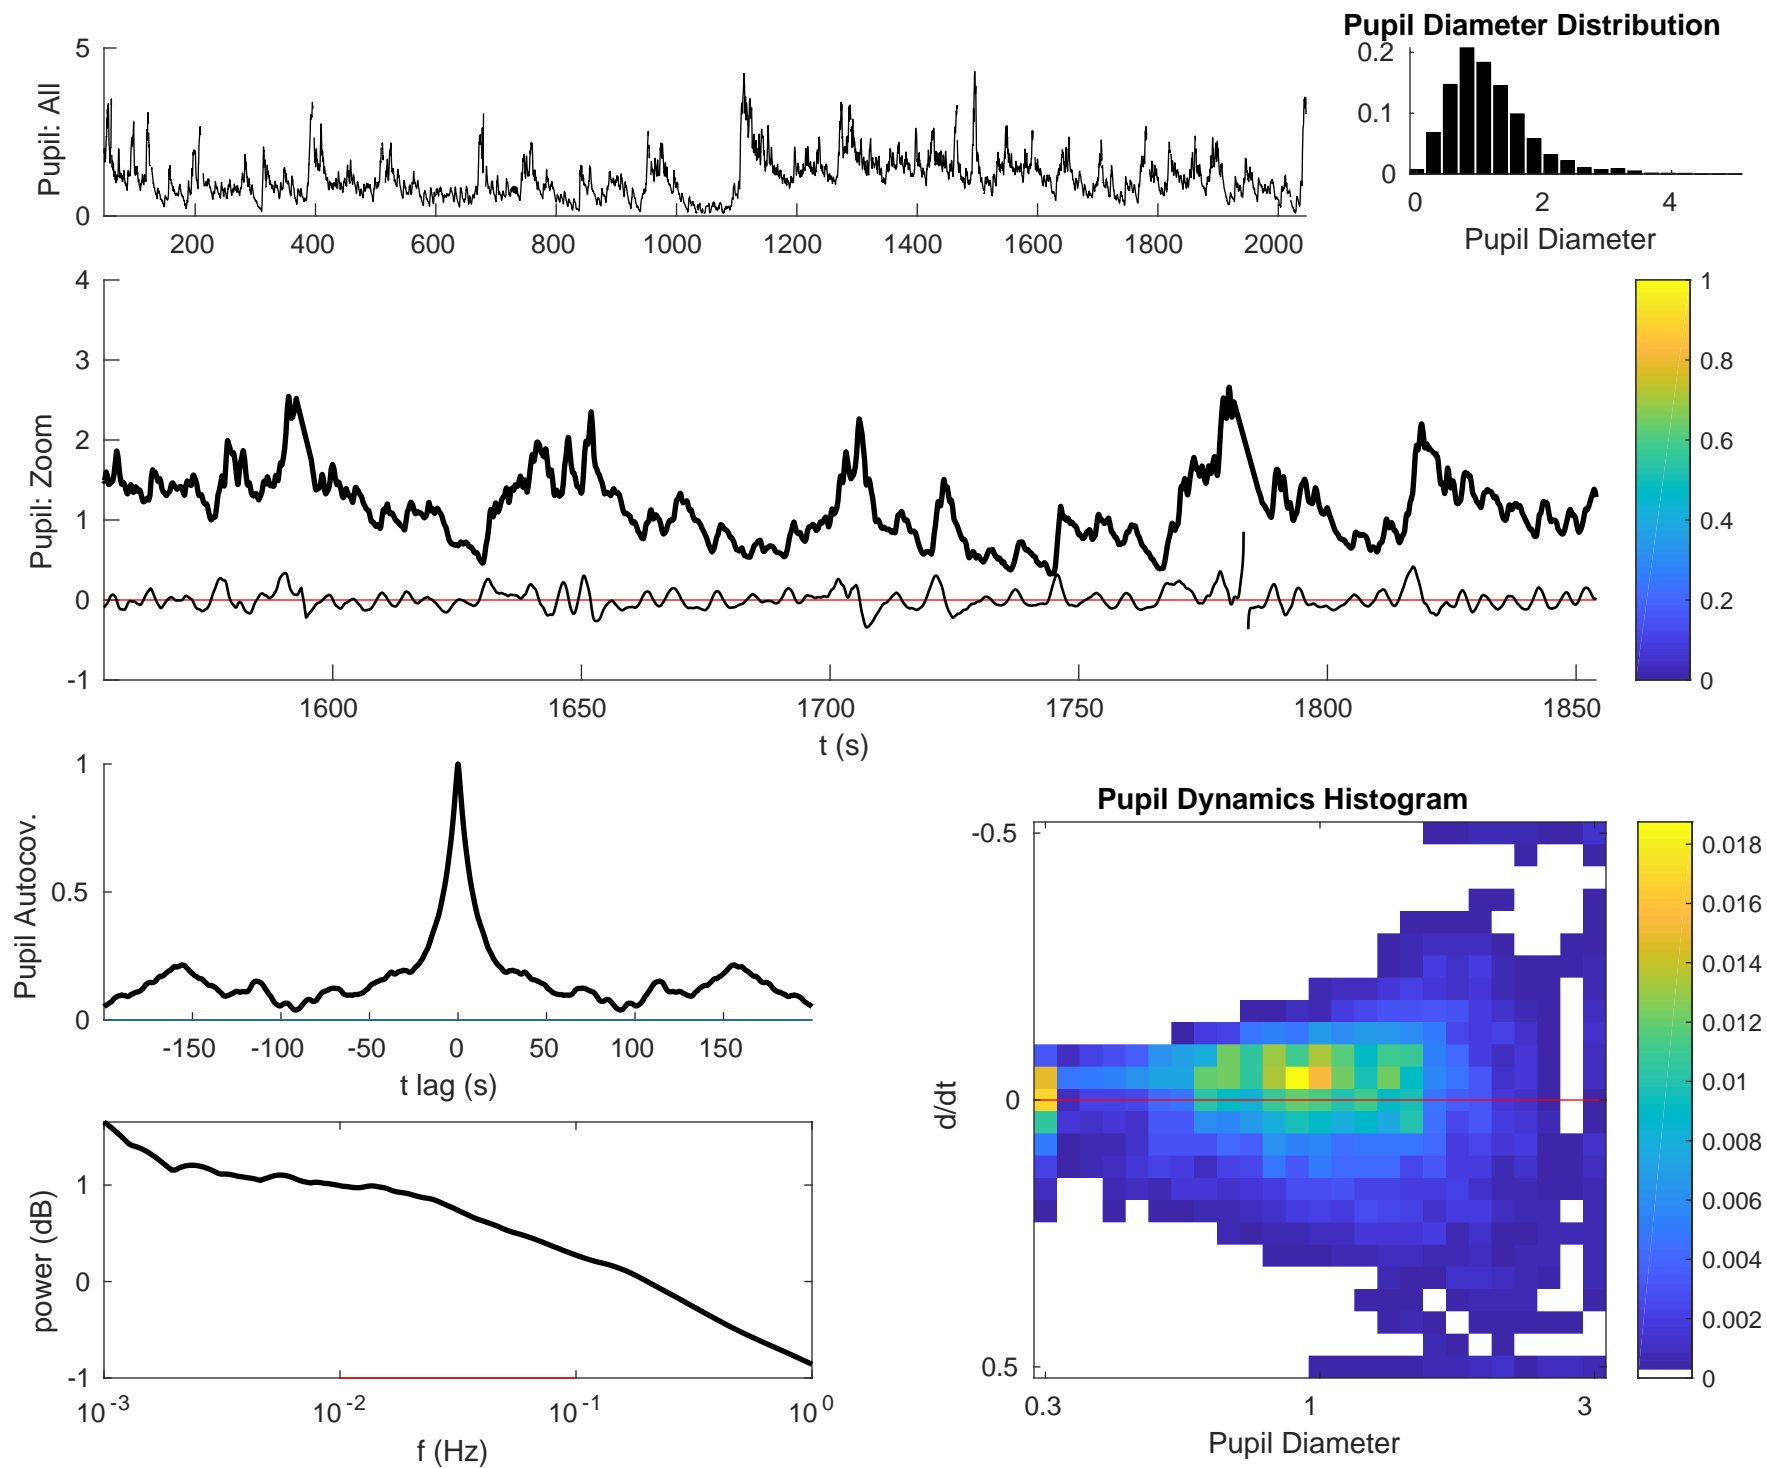 Pupil Diameter Distribution
5
0
Pupil: All
200 400 600 800 1000 1200 1400 1600 1800 2000
0.2
0.1
0
0 2 4
Pupil Diameter
4
3
2
1
0
-1
Pupil: Zoom
1600 1650 1700 1750 1800 1850
t (s)
1
0.8
0.6
0.4
0.2
0
1
0.5
0
Pupil Autocov.
-150 -100 -50 0 50 100 150
t lag (s)
1
0
-1
power (dB)
10^-3 10^-2 10^-1 10^0
f (Hz)
Pupil Dynamics Histogram
-0.5
0
0.5
d/dt
0.3 1 3
Pupil Diameter
0.018
0.016
0.014
0.012
0.01
0.008
0.006
0.004
0.002
0